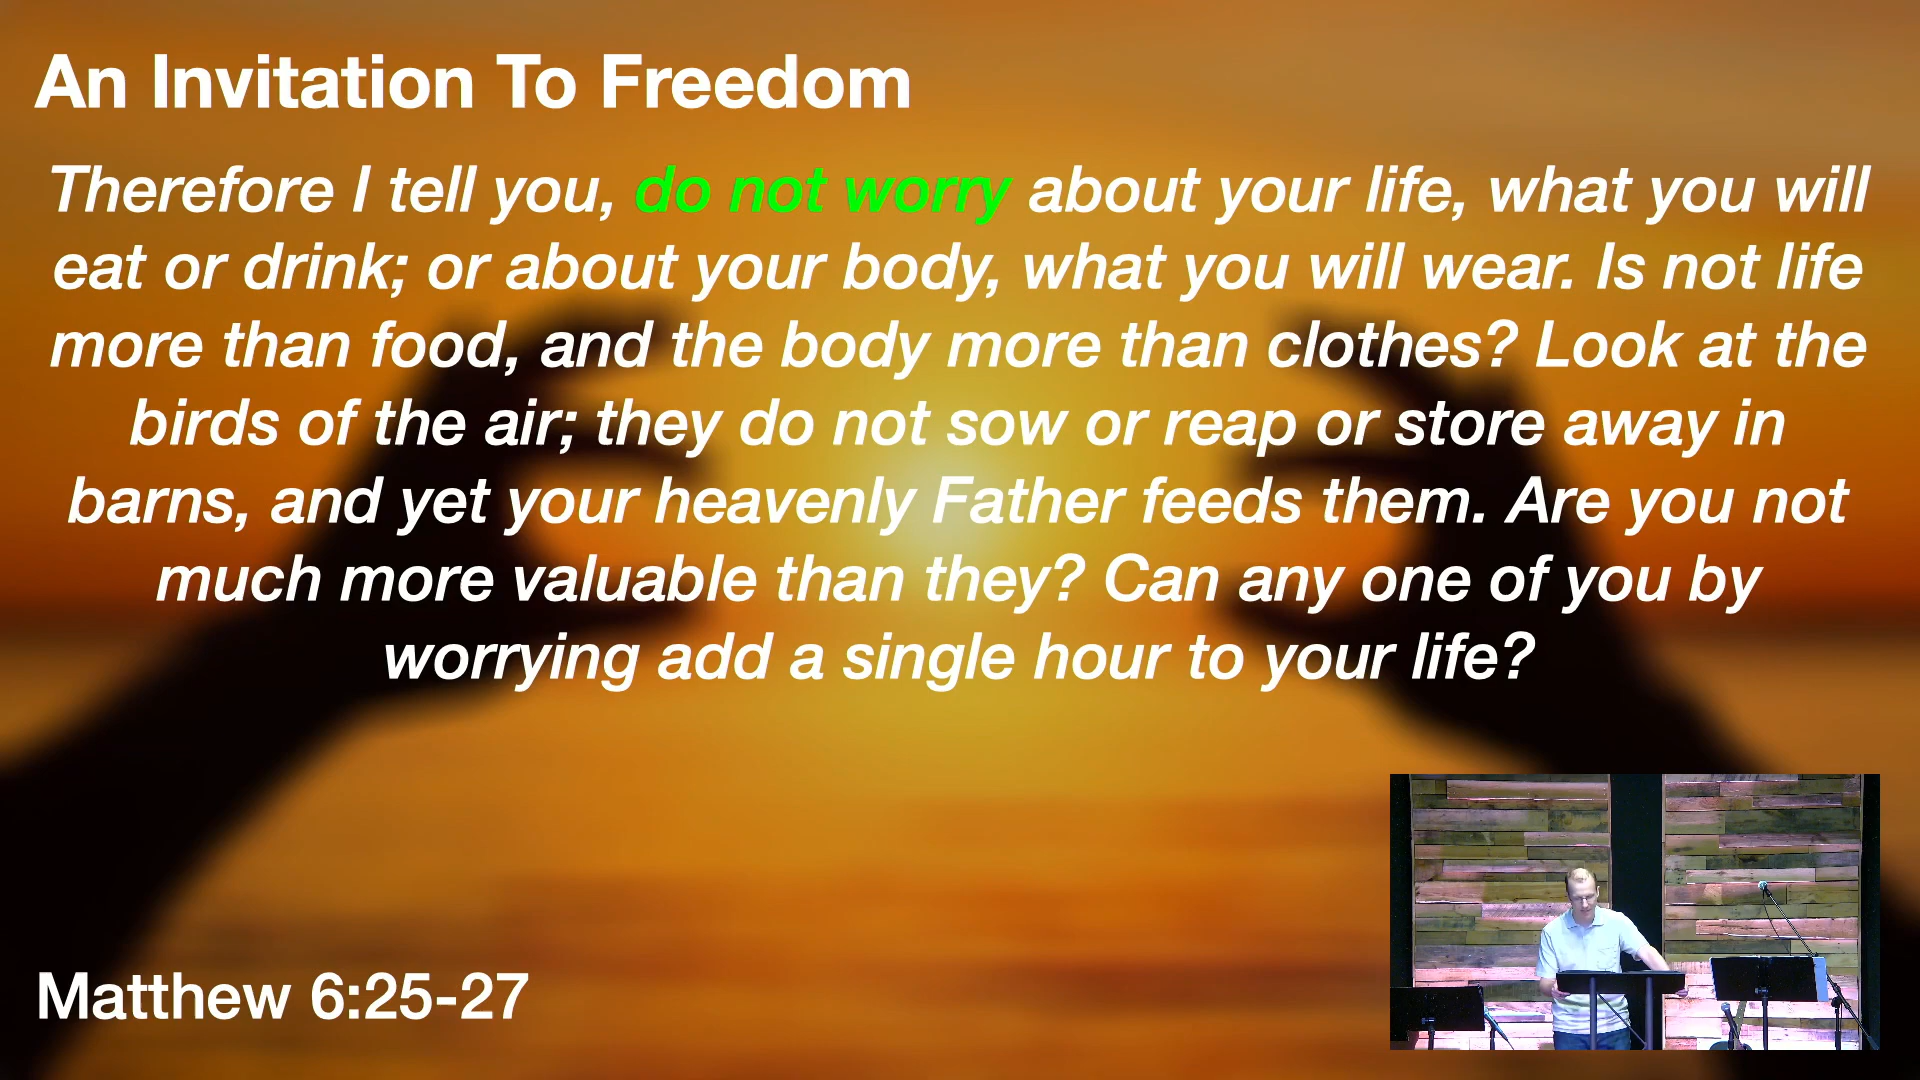 An Invitation To Freedom
Therefore I tell you, do not worry about your life, what you will
eat or drink; or about your body, what you will wear. Is not life
more than food, and the body more than clothes? Look at the
birds of the air; they do not sow or reap or store away in
barns, and yet your heavenly Father feeds them. Are you not
much more valuable than they? Can any one of you by
worrying add a single hour to your life?
Matthew 6:25-27